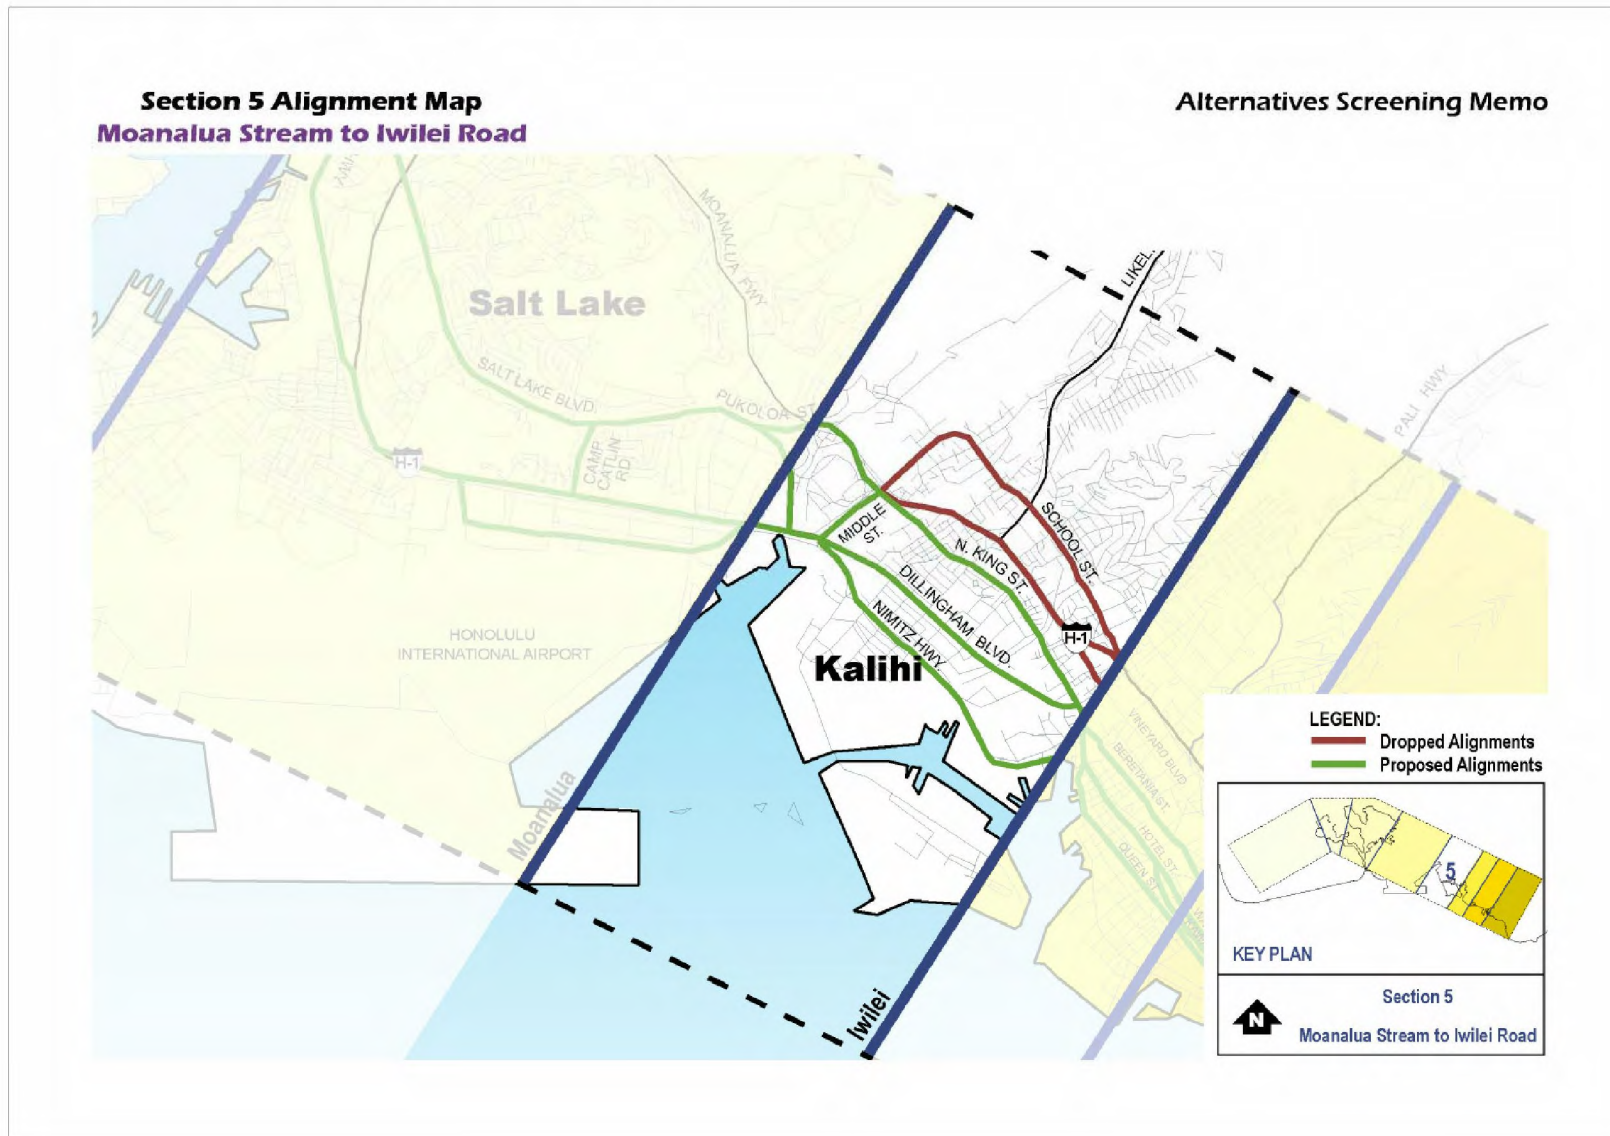 Section 5 Alignment Map
Moanalua Stream to Iwilei Road
Alternatives Screening Memo
MOANALUA FWY
LIKEL
Salt Lake
SALT LAKE BLVD.
PUKOLOA ST
PALI HWY
H-1
CAMP
CATLIN
RD.
MIDDLE
ST.
SCHOOL ST.
N. KING ST.
DILLINGHAM BLVD.
NIMITZ HWY.
H-1
HONOLULU
INTERNATIONAL AIRPORT
Kalihi
VINEYARD BLVD
BERETANIA ST.
HOTEL ST.
QUEEN ST.
Moanalua
Iwilei
LEGEND:
Dropped Alignments
Proposed Alignments
5
KEY PLAN
N
Section 5
Moanalua Stream to Iwilei Road